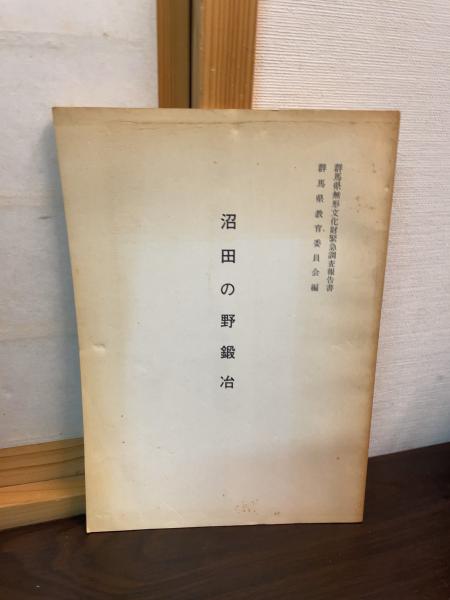 群馬県無形文化財緊急調査報告書
群馬県教育委員会編
沼田の野鍛冶